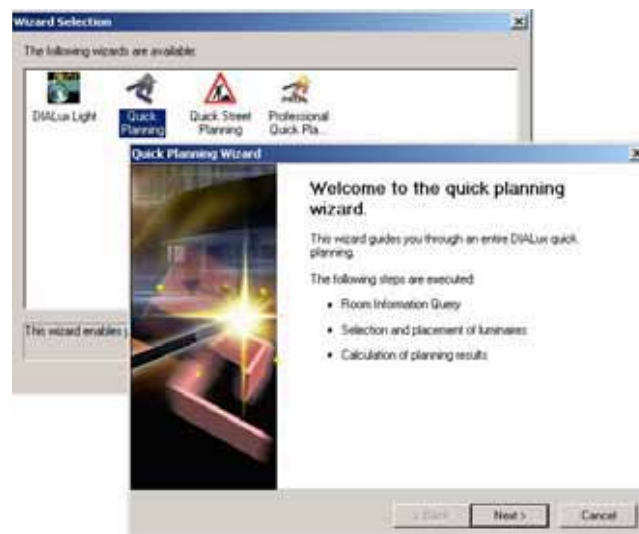 Wizard Selection
The following wizards are available:
DIALux Light
Quick
Planning
Quick Street
Planning
Professional
Quick Pla...
This wizard enables
Quick Planning Wizard
Welcome to the quick planning
wizard.
This wizard guides you through an entire DIALux quick
planning.
The following steps are executed:
• Room Information Query
• Selection and placement of luminaires
• Calculation of planning results
< Back
Next >
Cancel